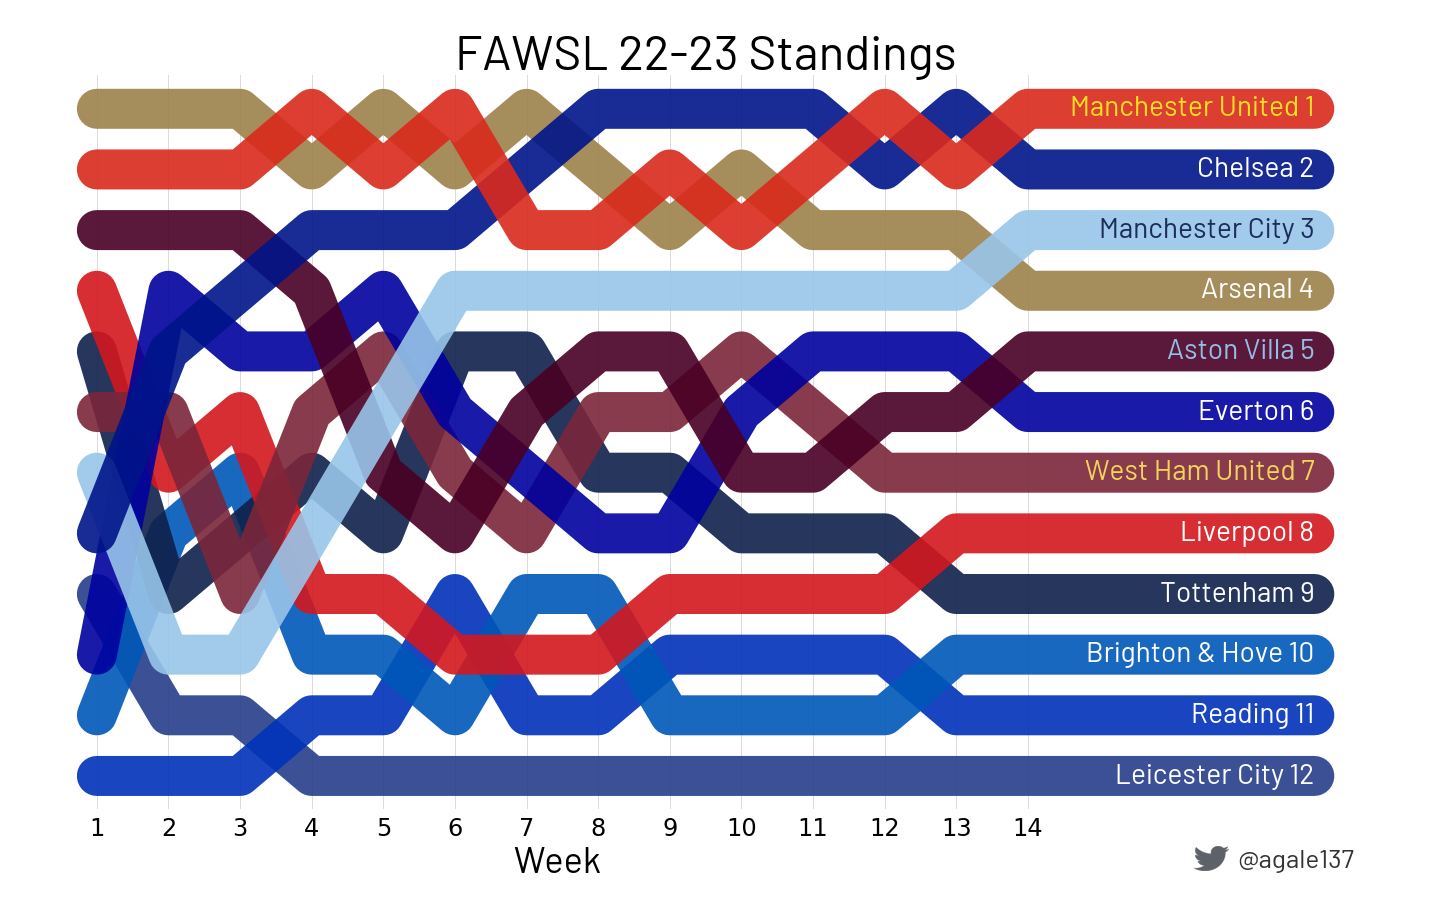 FAWSL 22-23 Standings
Manchester United 1
Chelsea 2
Manchester City 3
Arsenal 4
Aston Villa 5
Everton 6
West Ham United 7
Liverpool 8
Tottenham 9
Brighton & Hove 10
Reading 11
Leicester City 12
1 2 3 4 5 6 7 8 9 10 11 12 13 14
Week
@agale137